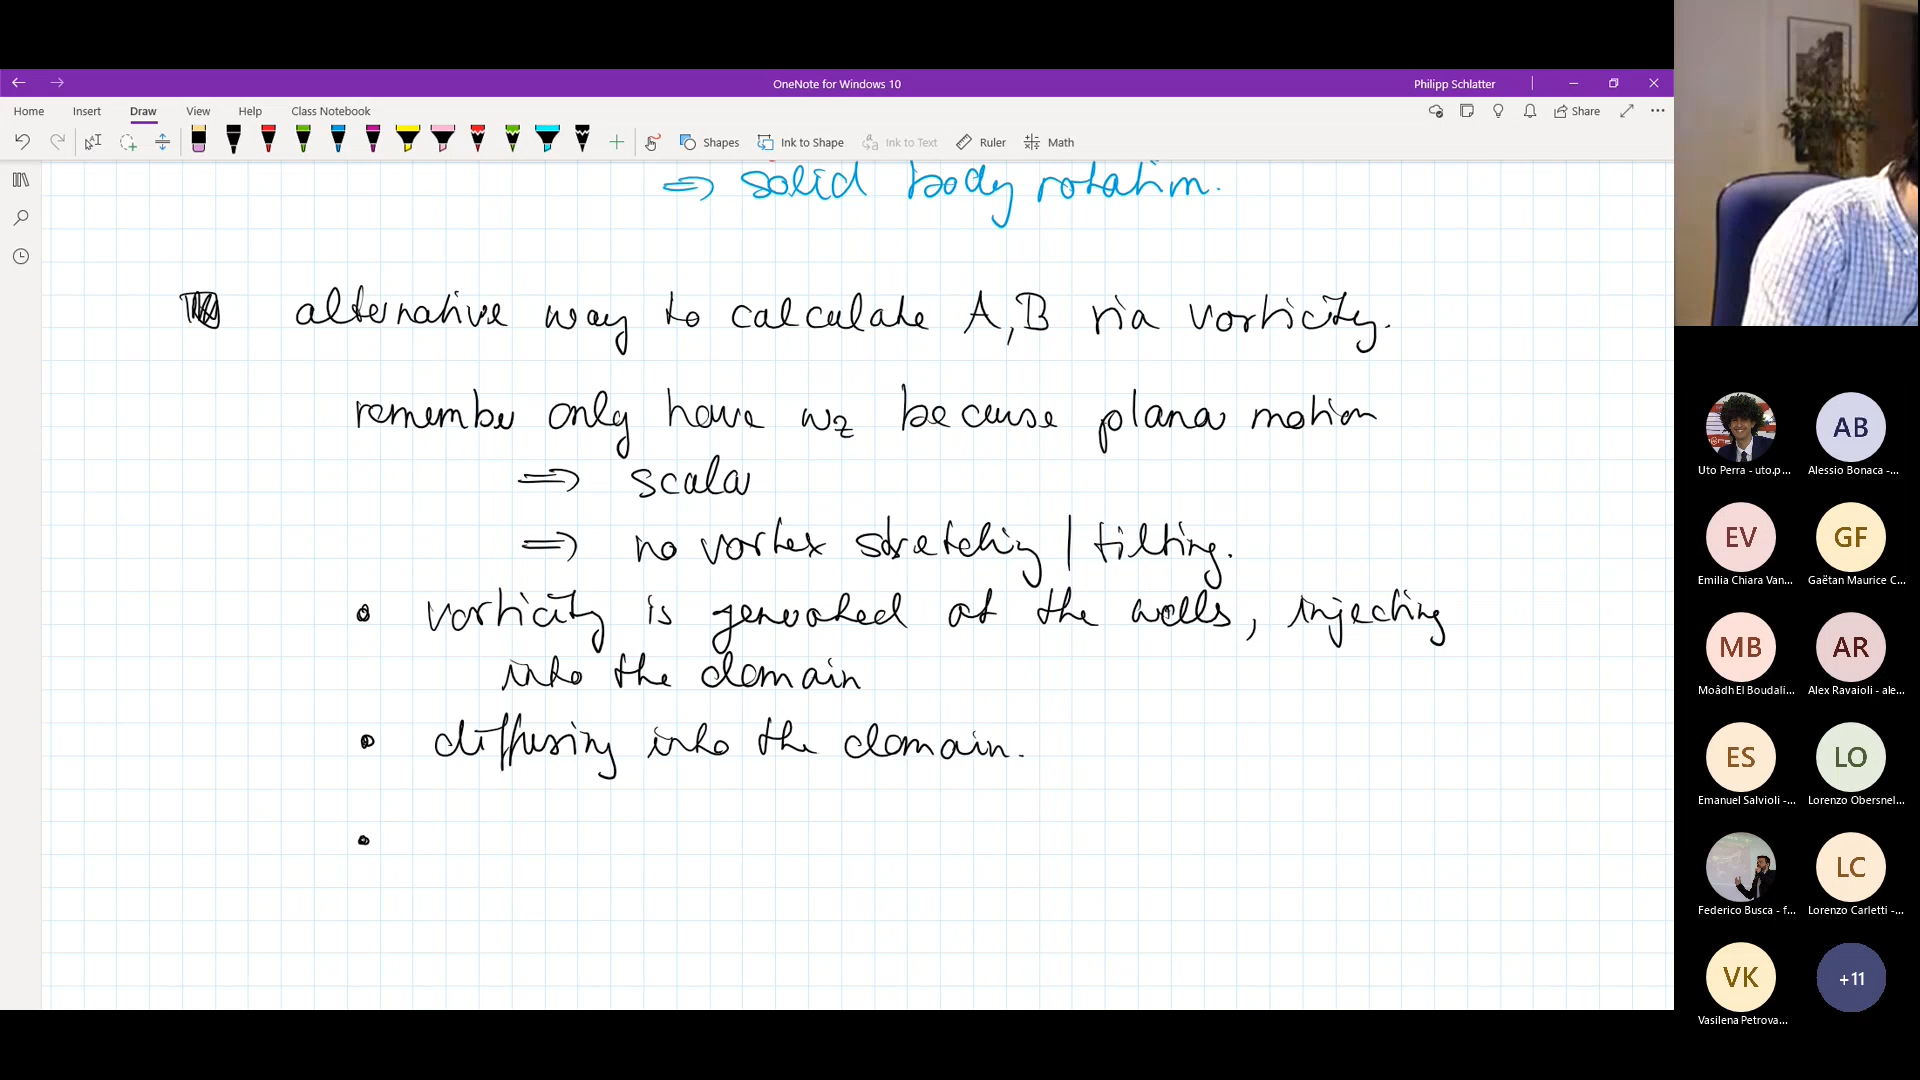 OneNote for Windows 10
Philipp Schlatter
Home Insert Draw View Help Class Notebook
Share
Shapes Ink to Shape Ink to Text Ruler Math
⇒ solid body rotation.
alternative way to calculate A,B via vorticity.
remember only have ωz because planar motion
⇒ scalar
⇒ no vortex stretching / tilting.
• vorticity is generated at the walls, injecting
into the domain
• diffusing into the domain.
•
AB
Uto Perra - uto.p... Alessio Bonaca -...
EV GF
Emilia Chiara Van... Gaëtan Maurice C...
MB AR
Moâdh El Boudali... Alex Ravaioli - ale...
ES LO
Emanuel Salvioli -... Lorenzo Obersnel...
LC
Federico Busca - f... Lorenzo Carletti -...
VK +11
Vasilena Petrova...